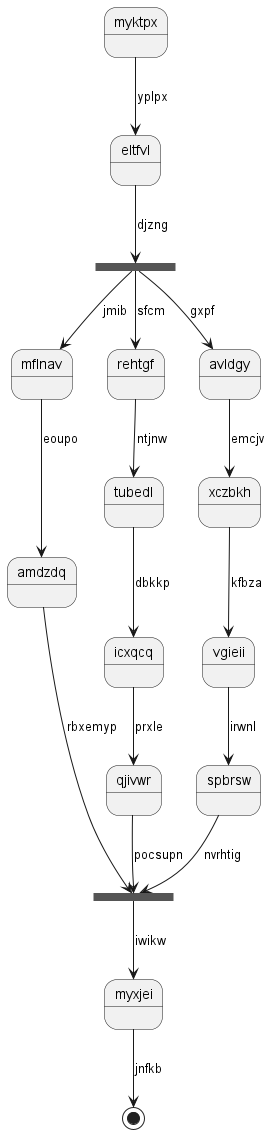 myktpx
yplpx
eltfvl
djzng
jmib sfcm gxpf
mflnav rehtgf avldgy
eoupo ntjnw emcjv
tubedl xczbkh
amdzdq dbkkp kfbza
icxqcq vgieii
rbxemyp prxle irwnl
qjivwr spbrsw
pocsupn nvrhtig
iwikw
myxjei
jnfkb